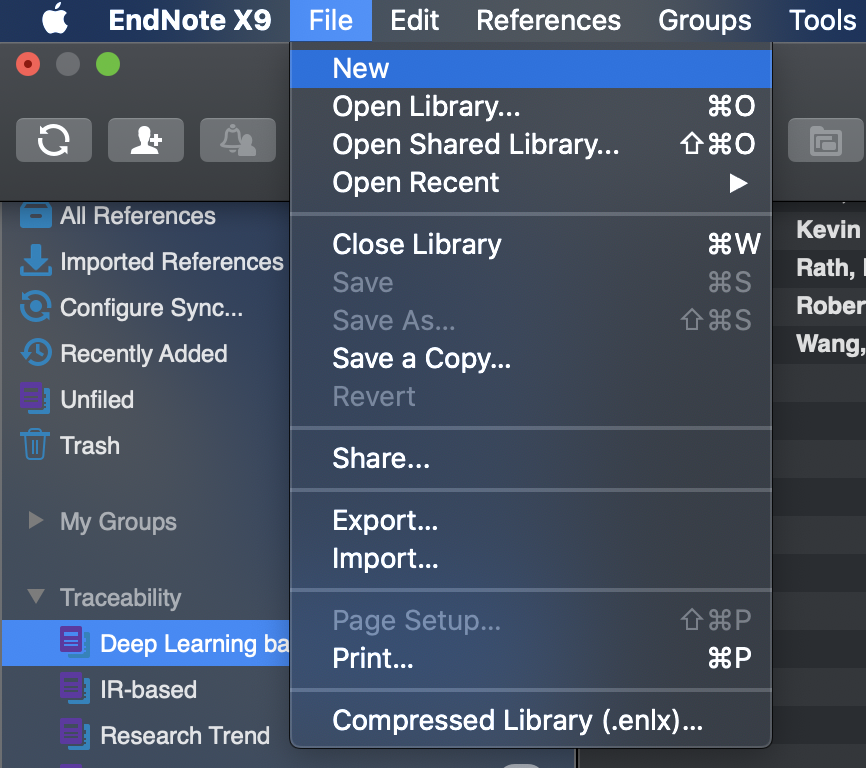 EndNote X9 File Edit References Groups Tools
New
Open Library... ⌘O
Open Shared Library... ⇧⌘O
Open Recent ▶
Close Library ⌘W
Save ⌘S
Save As... ⇧⌘S
Save a Copy...
Revert
Share...
Export...
Import...
Page Setup... ⇧⌘P
Print... ⌘P
Compressed Library (.enlx)...
All References
Imported References
Configure Sync...
Recently Added
Unfiled
Trash
My Groups
Traceability
Deep Learning ba
IR-based
Research Trend
Kevin
Rath,
Rober
Wang,